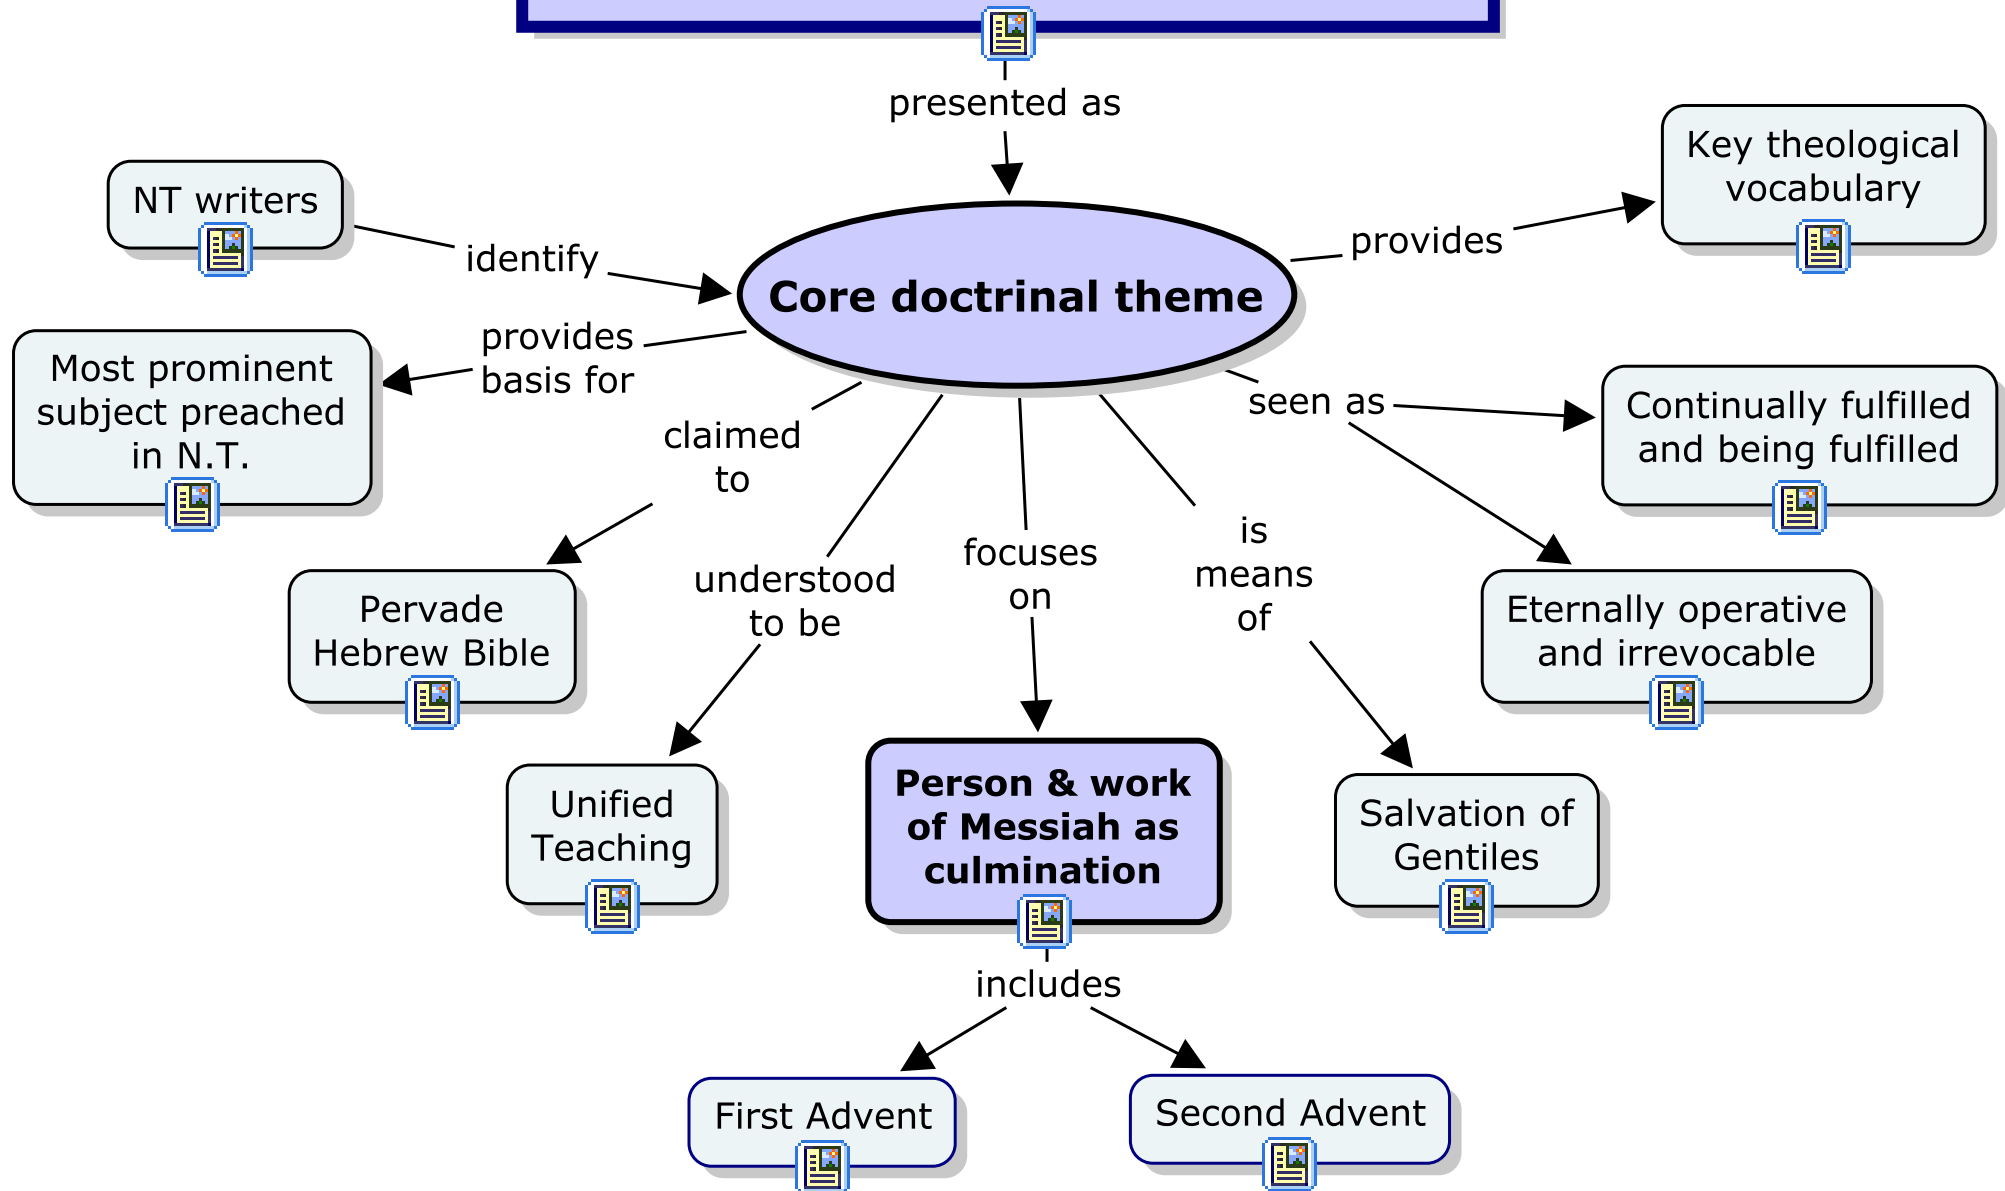 presented as
Key theological
vocabulary
NT writers
identify
provides
Core doctrinal theme
provides
basis for
Most prominent
subject preached
in N.T.
seen as
Continually fulfilled
and being fulfilled
claimed
to
is
means
of
focuses
on
understood
to be
Pervade
Hebrew Bible
Eternally operative
and irrevocable
Unified
Teaching
Person & work
of Messiah as
culmination
Salvation of
Gentiles
includes
First Advent
Second Advent